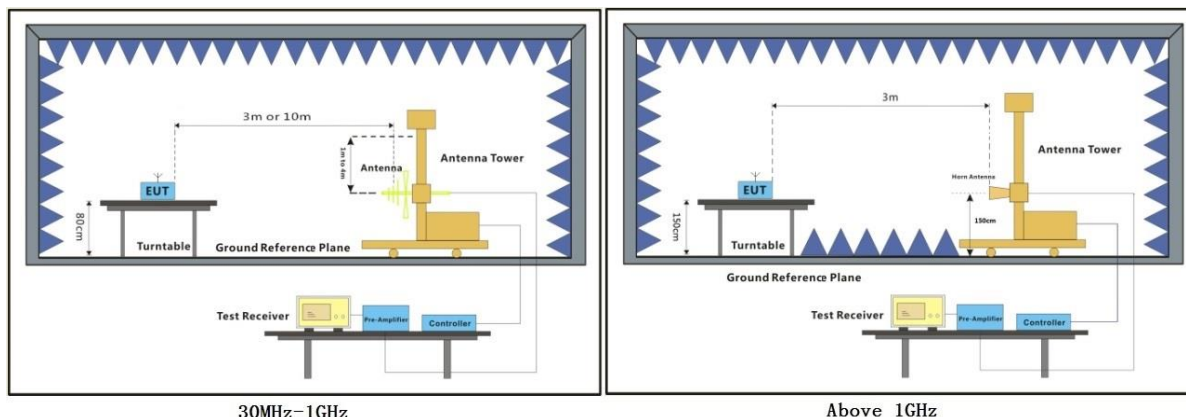 3m or 10m
1m to 4m
Antenna
Antenna Tower
EUT
80cm
Turntable
Ground Reference Plane
Test Receiver
Pre-Amplifier
Controller
30MHz-1GHz
3m
Antenna Tower
Horn Antenna
EUT
150cm
150cm
Turntable
Ground Reference Plane
Test Receiver
Pre-Amplifier
Controller
Above 1GHz